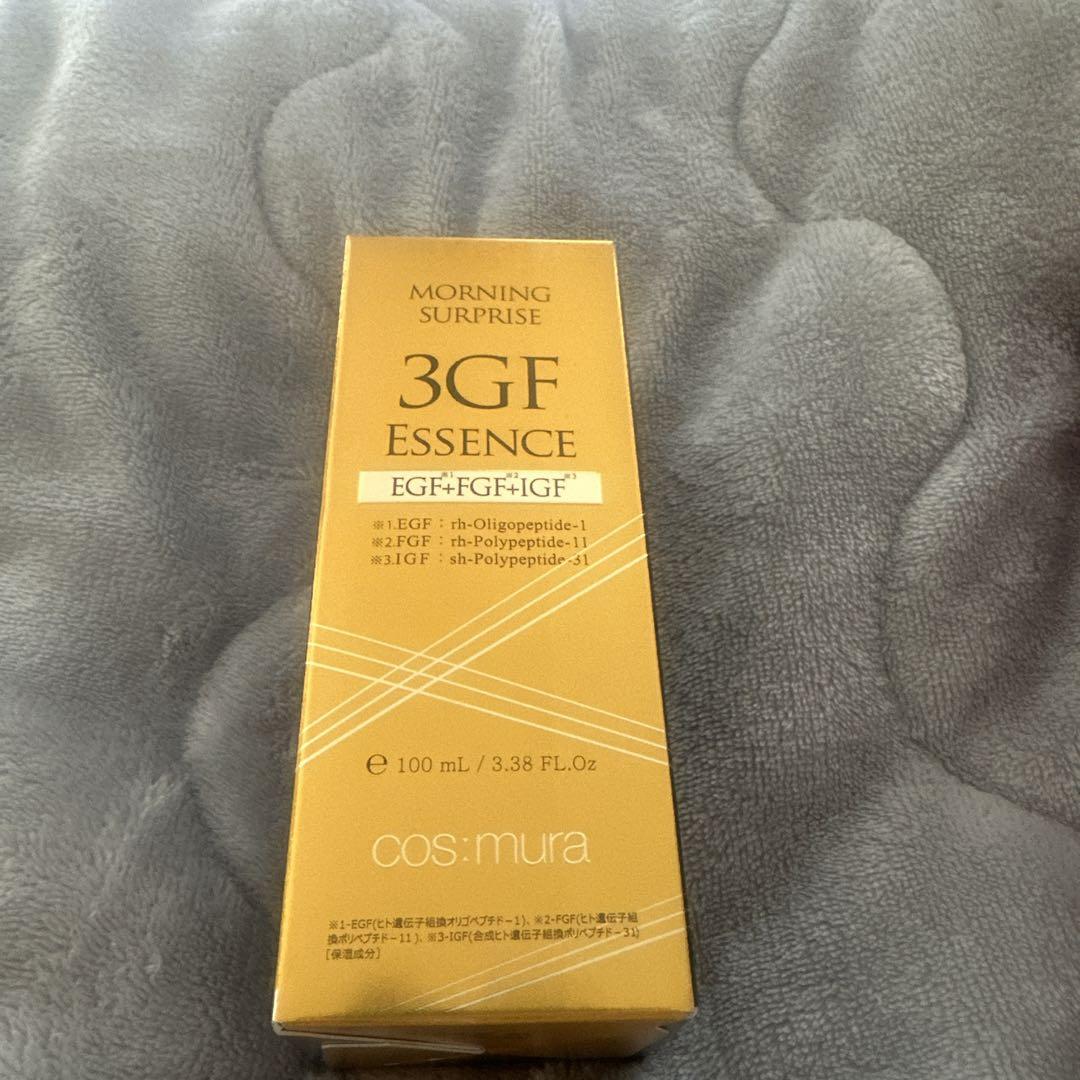 MORNING
SURPRISE
3GF
ESSENCE
EGF※1+FGF※2+IGF※3
※1.EGF : rh-Oligopeptide-1
※2.FGF : rh-Polypeptide-11
※3.IGF : sh-Polypeptide-31
℮ 100 mL / 3.38 FL.Oz
cos:mura
※1-EGF(ヒト遺伝子組換オリゴペプチド-1)、※2-FGF(ヒト遺伝子組
換ポリペプチド-11)、※3-IGF(合成ヒト遺伝子組換ポリペプチド-31)
[保湿成分]